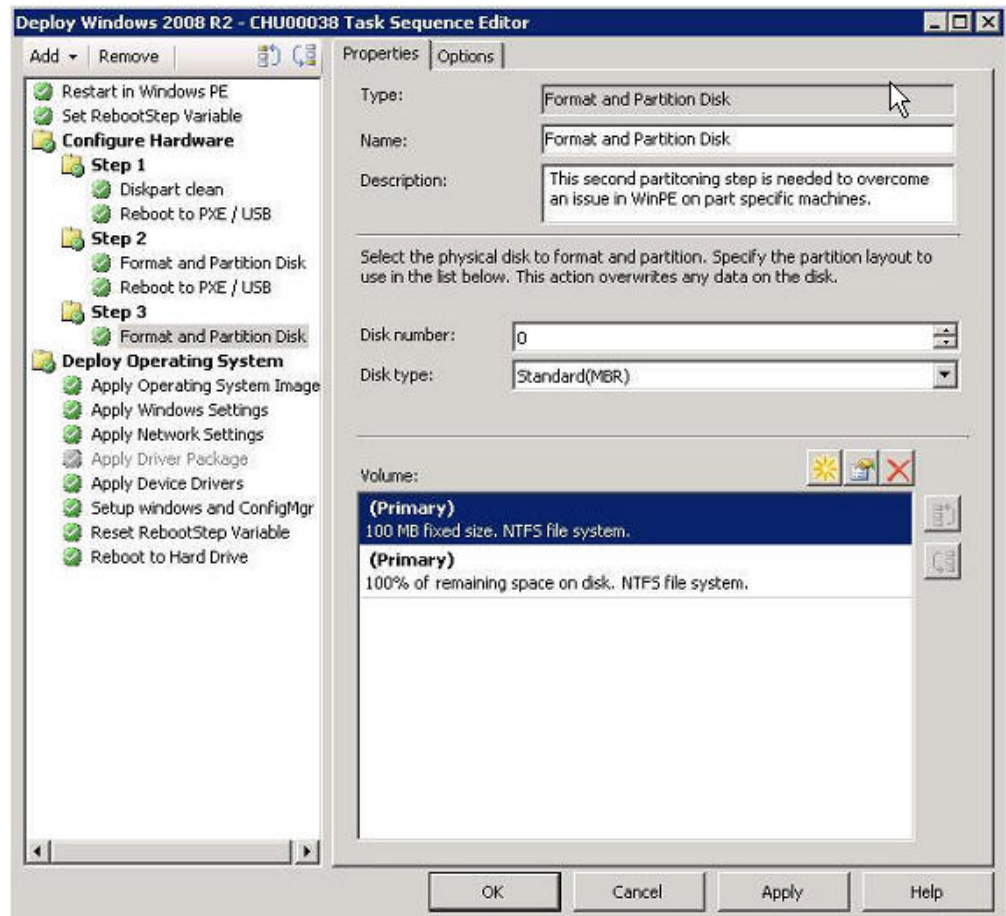 Deploy Windows 2008 R2 - CHU00038 Task Sequence Editor
Add Remove
Restart in Windows PE
Set RebootStep Variable
Configure Hardware
Step 1
Diskpart clean
Reboot to PXE / USB
Step 2
Format and Partition Disk
Reboot to PXE / USB
Step 3
Format and Partition Disk
Deploy Operating System
Apply Operating System Image
Apply Windows Settings
Apply Network Settings
Apply Driver Package
Apply Device Drivers
Setup windows and ConfigMgr
Reset RebootStep Variable
Reboot to Hard Drive
Properties Options
Type: Format and Partition Disk
Name: Format and Partition Disk
Description: This second partitoning step is needed to overcome
an issue in WinPE on part specific machines.
Select the physical disk to format and partition. Specify the partition layout to
use in the list below. This action overwrites any data on the disk.
Disk number: 0
Disk type: Standard(MBR)
Volume:
(Primary)
100 MB fixed size. NTFS file system.
(Primary)
100% of remaining space on disk. NTFS file system.
OK Cancel Apply Help